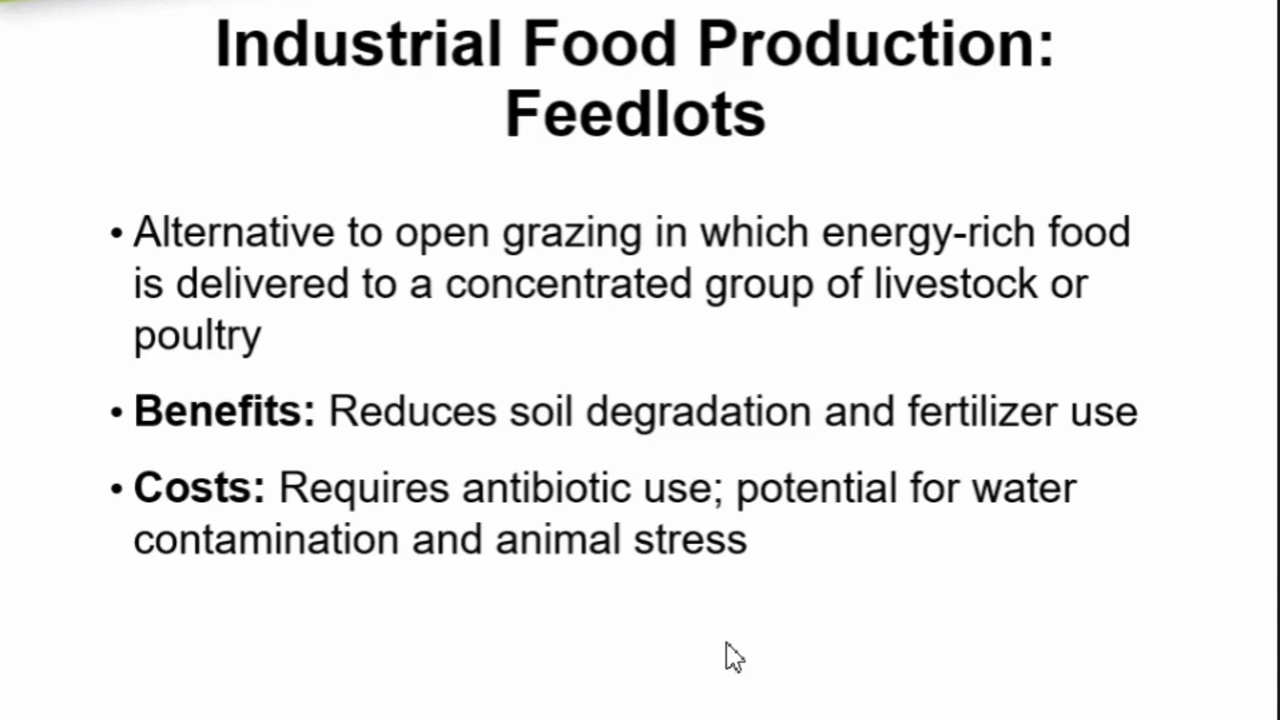 Industrial Food Production:
Feedlots
• Alternative to open grazing in which energy-rich food
is delivered to a concentrated group of livestock or
poultry
• Benefits: Reduces soil degradation and fertilizer use
• Costs: Requires antibiotic use; potential for water
contamination and animal stress